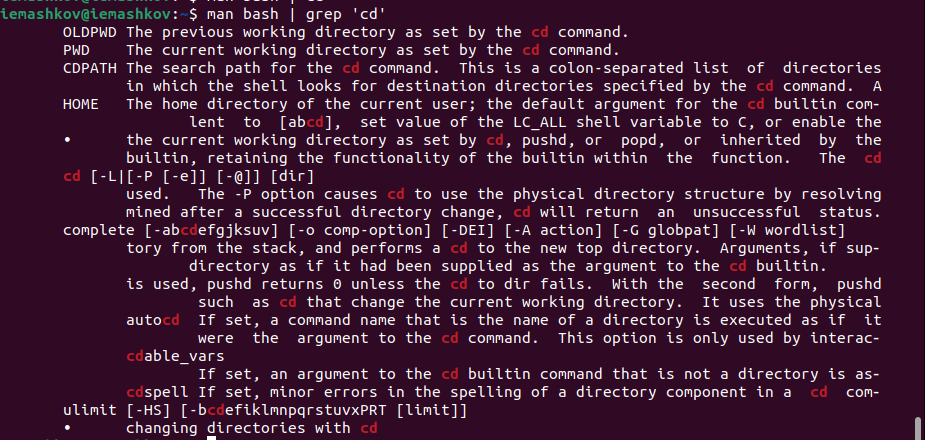 iemashkov@iemashkov:~$ man bash | grep 'cd'
OLDPWD The previous working directory as set by the cd command.
PWD    The current working directory as set by the cd command.
CDPATH The search path for the cd command.  This is a colon-separated list  of  directories
in which the shell looks for destination directories specified by the cd command.  A
HOME   The home directory of the current user; the default argument for the cd builtin com‐
lent  to  [abcd],  set value of the LC_ALL shell variable to C, or enable the
•      the current working directory as set by cd, pushd, or  popd,  or  inherited  by  the
builtin, retaining the functionality of the builtin within  the  function.   The  cd
cd [-L|[-P [-e]] [-@]] [dir]
used.   The -P option causes cd to use the physical directory structure by resolving
mined after a successful directory change, cd will return  an  unsuccessful  status.
complete [-abcdefgjksuv] [-o comp-option] [-DEI] [-A action] [-G globpat] [-W wordlist]
tory from the stack, and performs a cd to the new top directory.  Arguments, if sup‐
directory as if it had been supplied as the argument to the cd builtin.
is used, pushd returns 0 unless the cd to dir fails.  With the  second  form,  pushd
such  as cd that change the current working directory.  It uses the physical
autocd  If set, a command name that is the name of a directory is executed as if  it
were  the  argument to the cd command.  This option is only used by interac‐
cdable_vars
If set, an argument to the cd builtin command that is not a directory is as‐
cdspell If set, minor errors in the spelling of a directory component in a  cd  com‐
ulimit [-HS] [-bcdefiklmnpqrstuvxPRT [limit]]
•      changing directories with cd